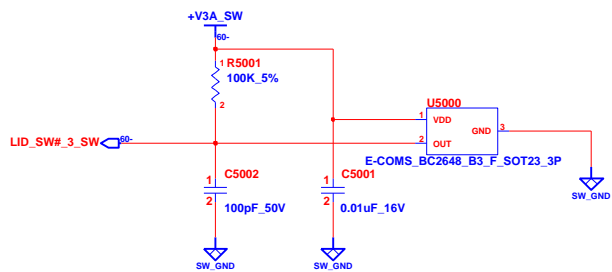 +V3A_SW
60-
1
R5001
100K_5%
2
U5000
1
VDD
GND
3
LID_SW#_3_SW
60-
2
OUT
E-COMS_BC2648_B3_F_SOT23_3P
1
C5002
2
100pF_50V
1
C5001
2
0.01uF_16V
SW_GND
SW_GND
SW_GND